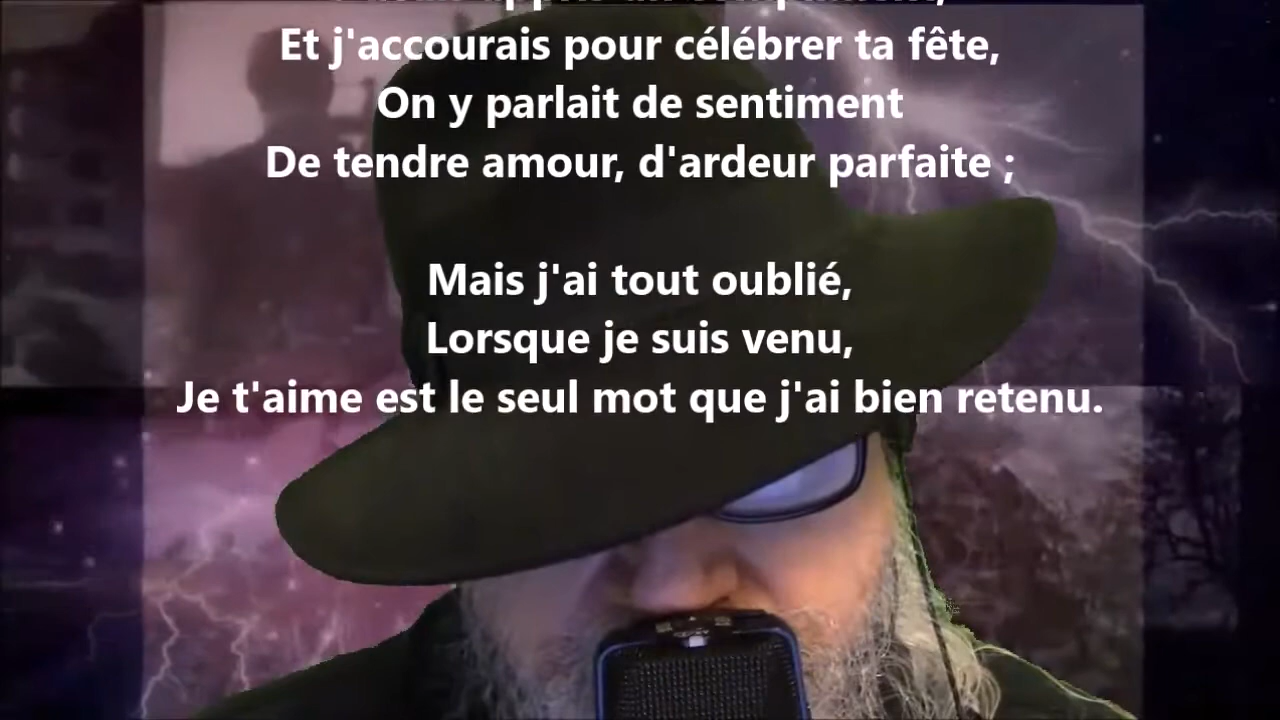 Et j'accourais pour célébrer ta fête,
On y parlait de sentiment
De tendre amour, d'ardeur parfaite ;
Mais j'ai tout oublié,
Lorsque je suis venu,
Je t'aime est le seul mot que j'ai bien retenu.